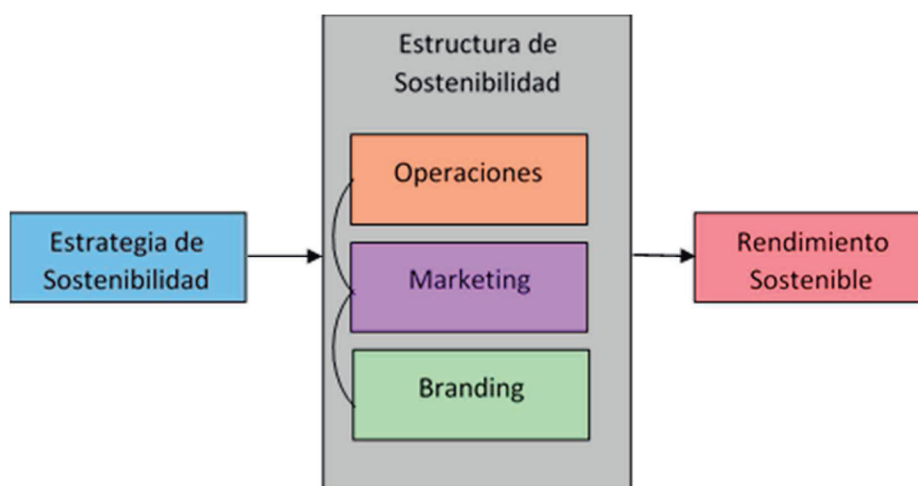 Estructura de
Sostenibilidad
Operaciones
Estrategia de
Sostenibilidad
Marketing
Rendimiento
Sostenible
Branding